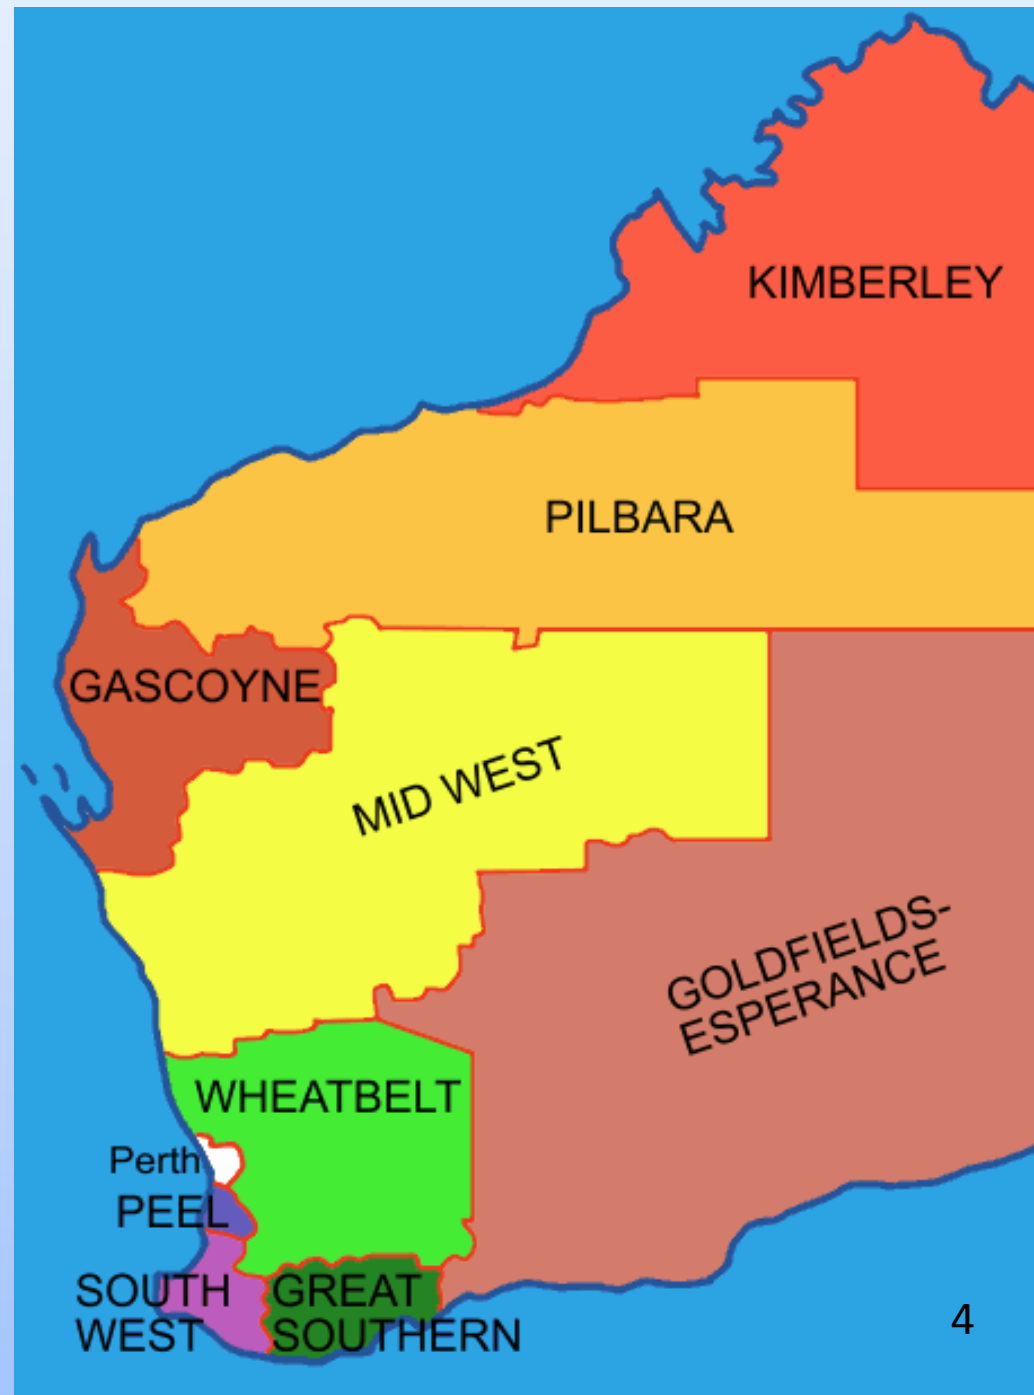 KIMBERLEY
PILBARA
GASCOYNE
MID WEST
GOLDFIELDS-
ESPERANCE
WHEATBELT
Perth
PEEL
SOUTH
WEST
GREAT
SOUTHERN
4